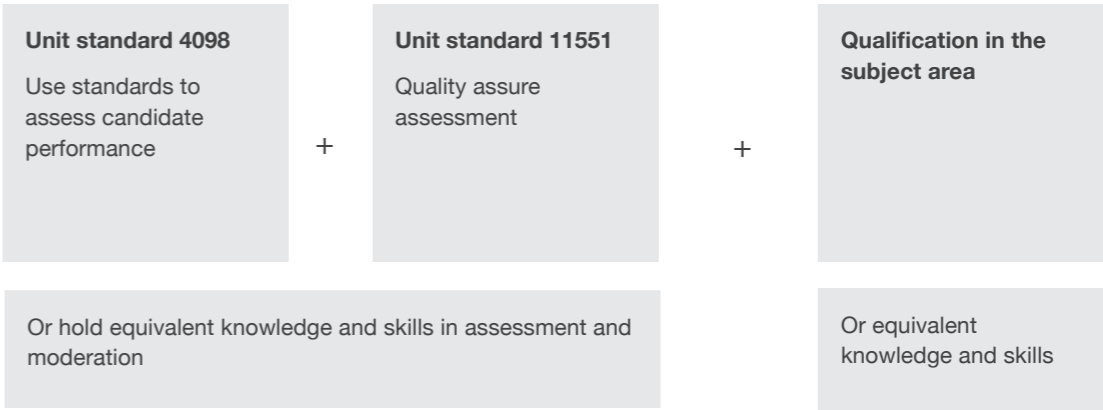 Unit standard 4098
Use standards to
assess candidate
performance
+
Unit standard 11551
Quality assure
assessment
+
Qualification in the
subject area
Or hold equivalent knowledge and skills in assessment and
moderation
Or equivalent
knowledge and skills